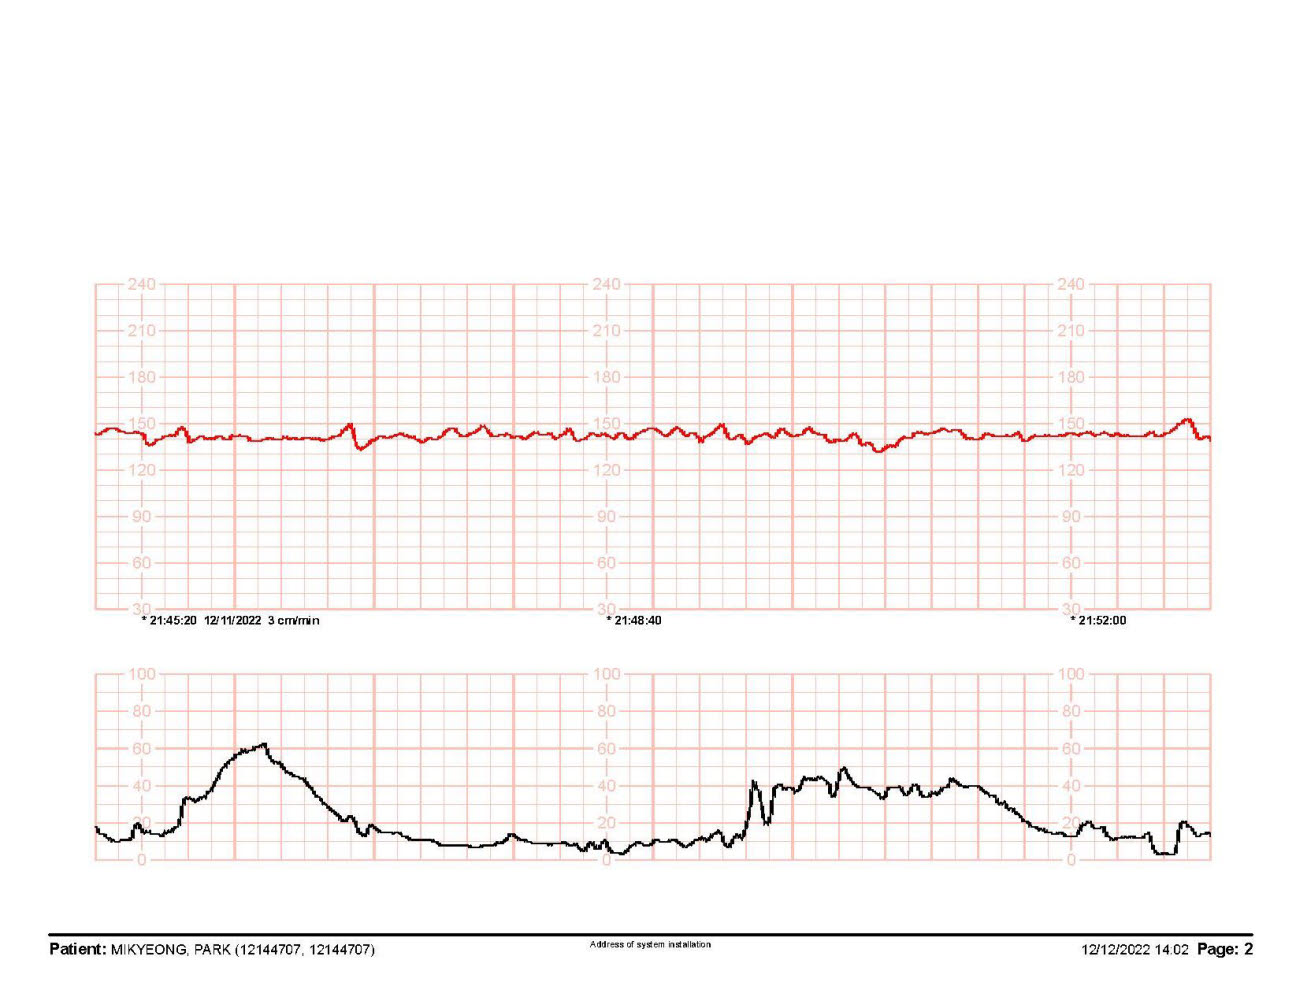 240 240 240
210 210 210
180 180 180
150 150 150
120 120 120
90 90 90
60 60 60
30 30 30
* 21:45:20 12/11/2022 3 cm/min * 21:48:40 * 21:52:00
100 100 100
80 80 80
60 60 60
40 40 40
20 20 20
0 0 0
Patient: MIKYEONG, PARK (12144707, 12144707) Address of system installation 12/12/2022 14:02 Page: 2